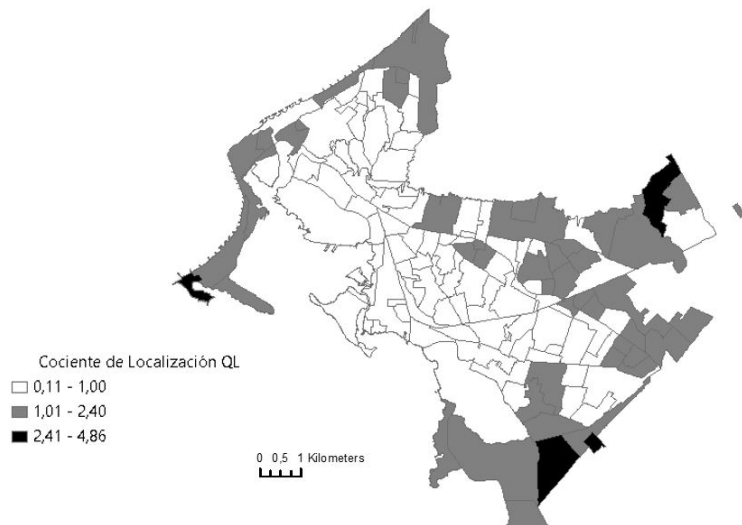 Cociente de Localización QL
0,11 - 1,00
1,01 - 2,40
2,41 - 4,86
0 0,5 1 Kilometers